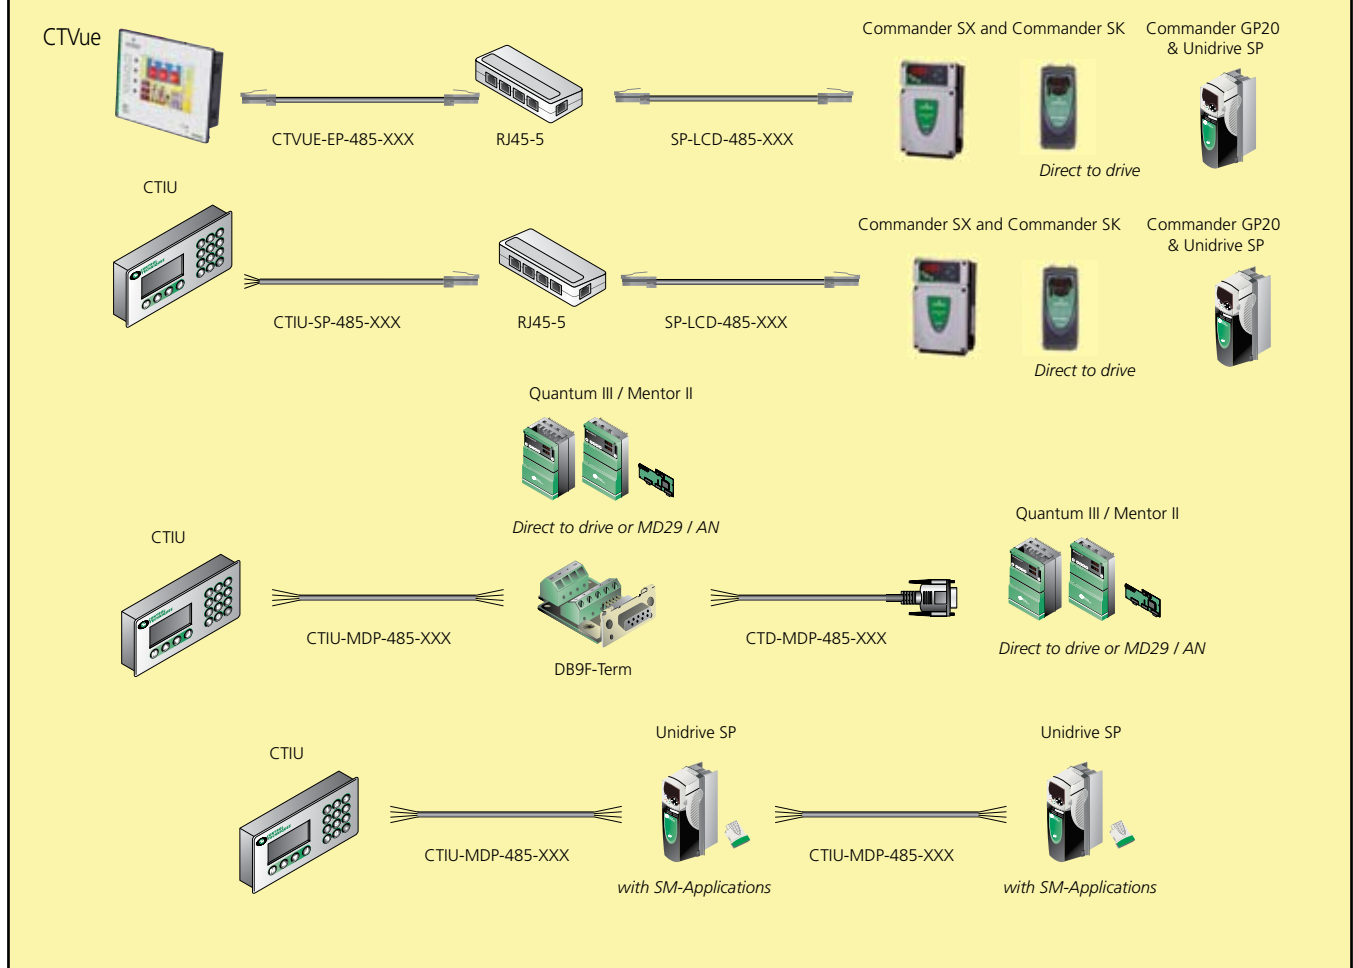 CTVue
Commander SX and Commander SK
Commander GP20
& Unidrive SP
CTVUE-EP-485-XXX
RJ45-5
SP-LCD-485-XXX
Direct to drive
CTIU
Commander SX and Commander SK
Commander GP20
& Unidrive SP
CTIU-SP-485-XXX
RJ45-5
SP-LCD-485-XXX
Direct to drive
Quantum III / Mentor II
Direct to drive or MD29 / AN
Quantum III / Mentor II
CTIU
CTIU-MDP-485-XXX
CTD-MDP-485-XXX
Direct to drive or MD29 / AN
DB9F-Term
Unidrive SP
Unidrive SP
CTIU
CTIU-MDP-485-XXX
CTIU-MDP-485-XXX
with SM-Applications
with SM-Applications